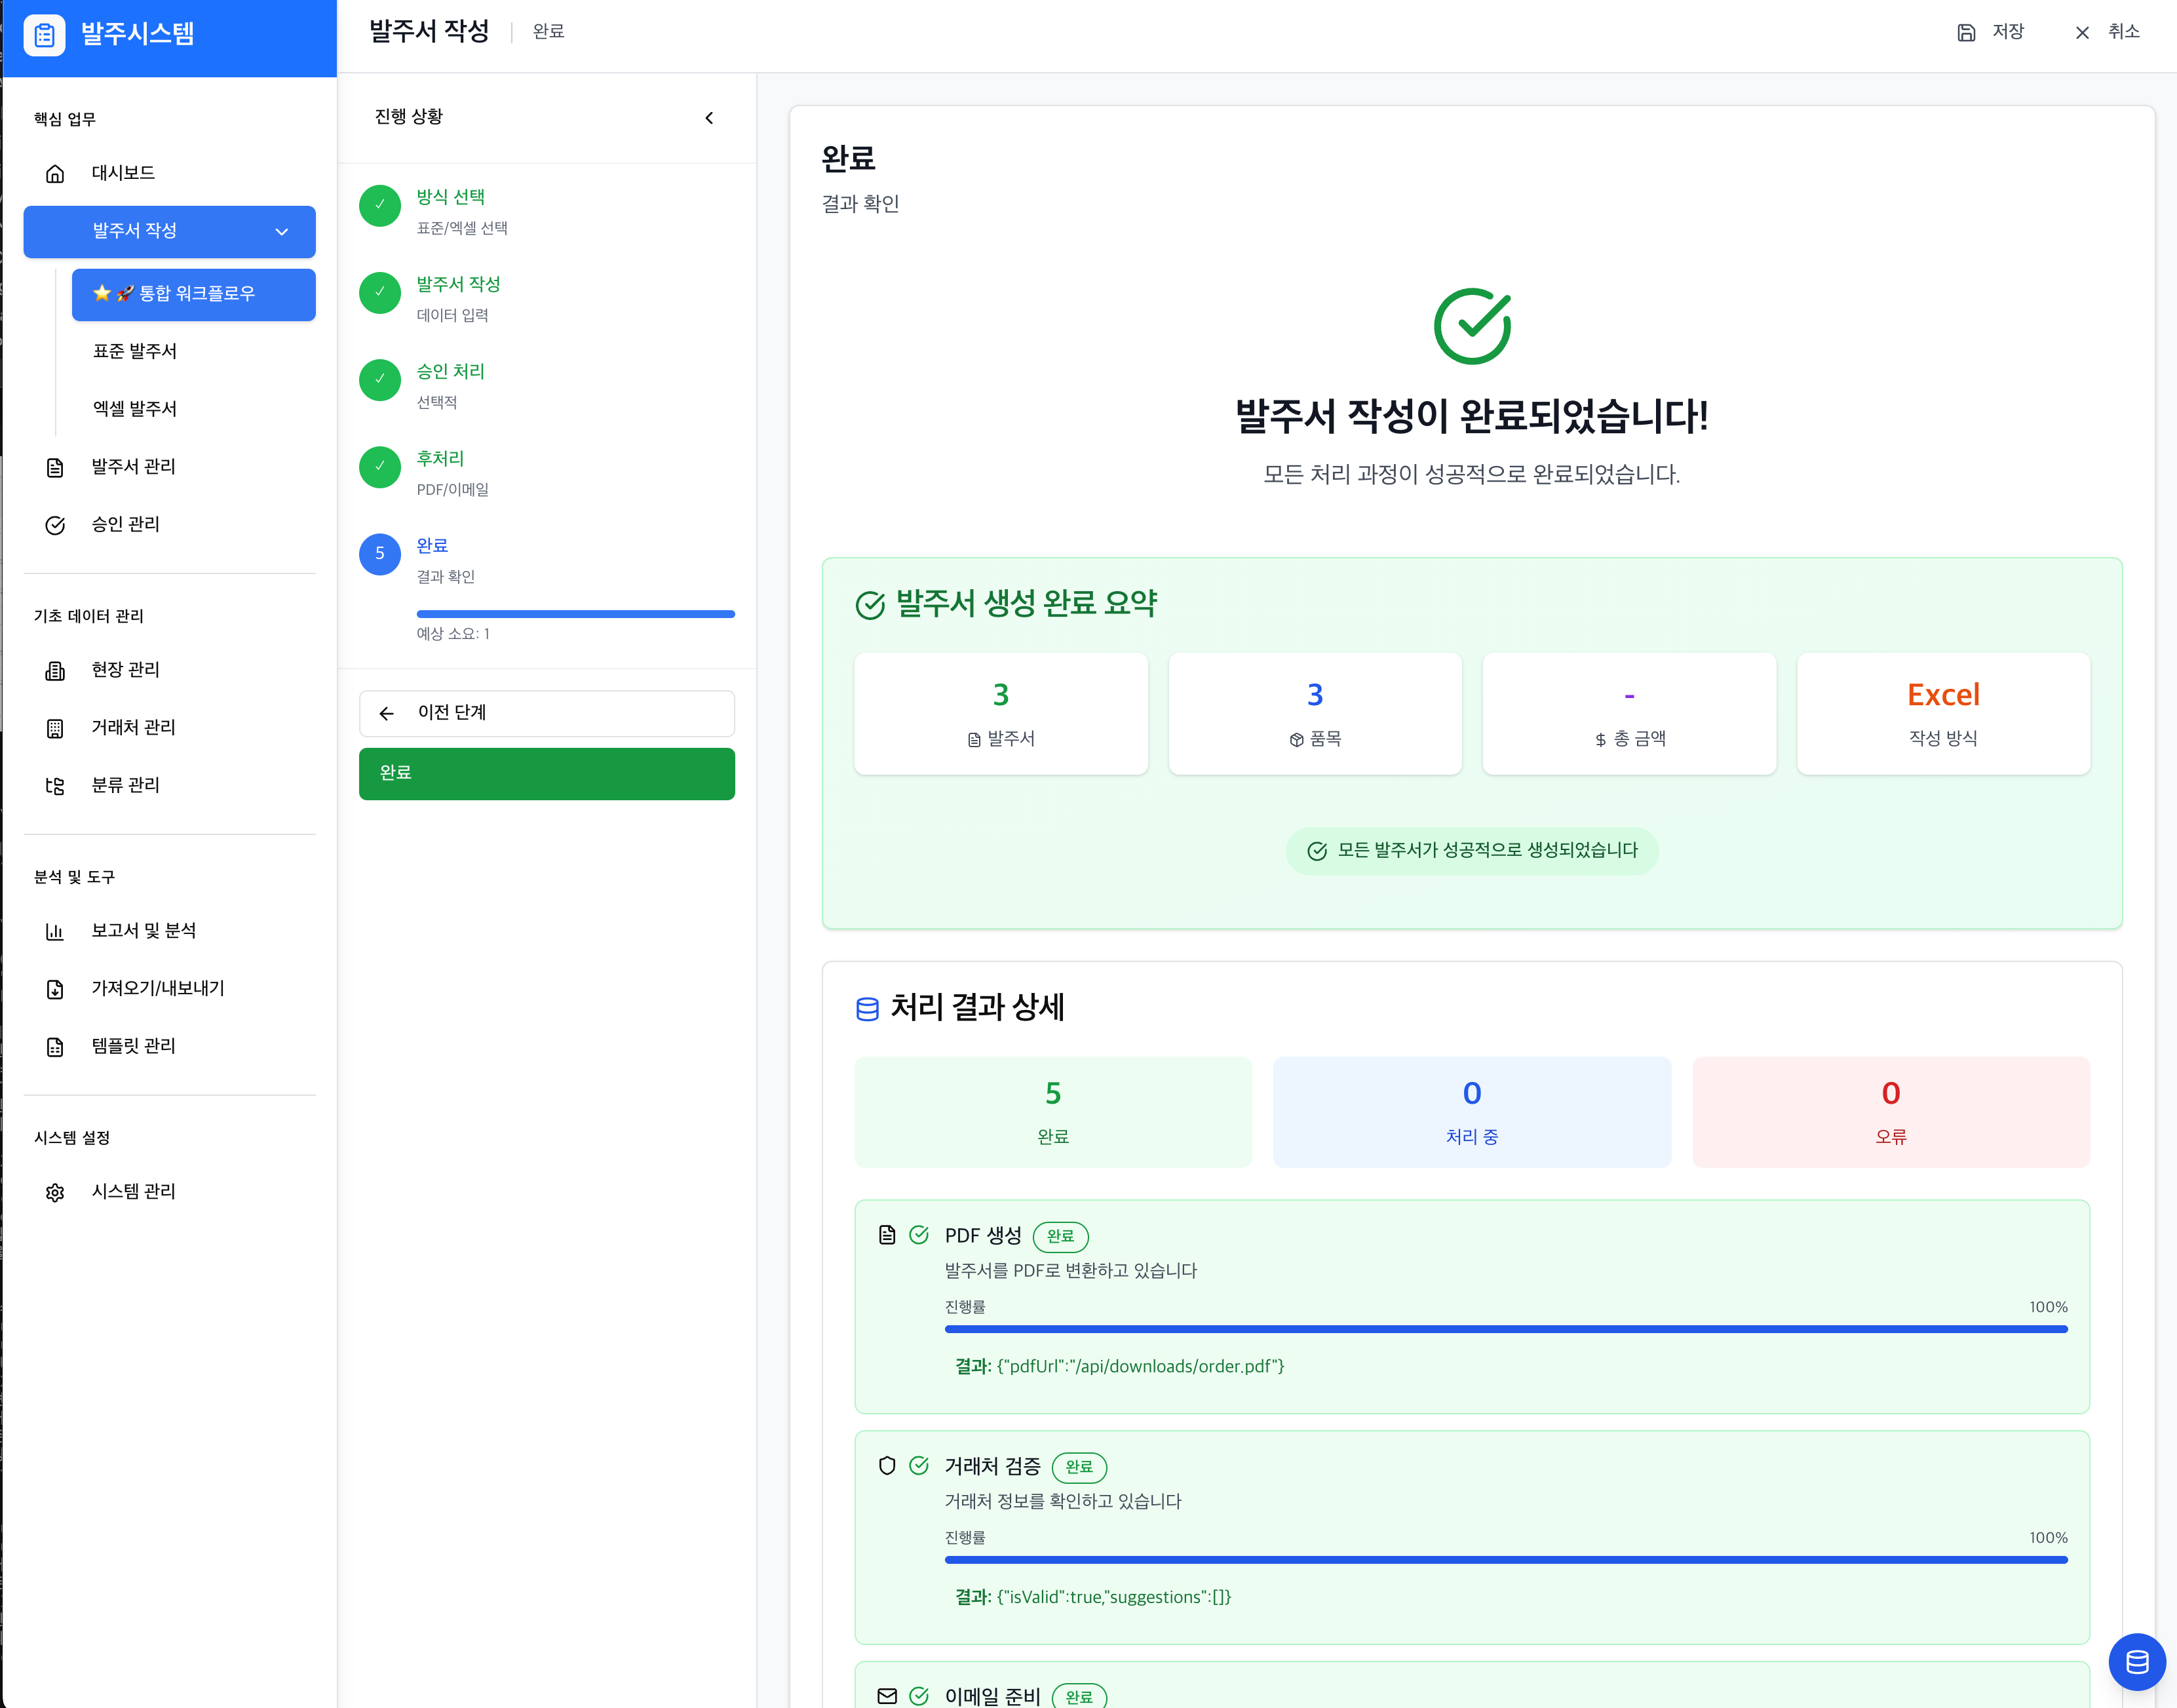 발주시스템
핵심 업무
대시보드
발주서 작성
⭐ 🚀 통합 워크플로우
표준 발주서
엑셀 발주서
발주서 관리
승인 관리
기초 데이터 관리
현장 관리
거래처 관리
분류 관리
분석 및 도구
보고서 및 분석
가져오기/내보내기
템플릿 관리
시스템 설정
시스템 관리
발주서 작성
완료
저장
취소
진행 상황
방식 선택
표준/엑셀 선택
발주서 작성
데이터 입력
승인 처리
선택적
후처리
PDF/이메일
5
완료
결과 확인
예상 소요: 1
이전 단계
완료
완료
결과 확인
발주서 작성이 완료되었습니다!
모든 처리 과정이 성공적으로 완료되었습니다.
발주서 생성 완료 요약
3
발주서
3
품목
-
총 금액
Excel
작성 방식
모든 발주서가 성공적으로 생성되었습니다
처리 결과 상세
5
완료
0
처리 중
0
오류
PDF 생성 완료
발주서를 PDF로 변환하고 있습니다
진행률 100%
결과: {"pdfUrl":"/api/downloads/order.pdf"}
거래처 검증 완료
거래처 정보를 확인하고 있습니다
진행률 100%
결과: {"isValid":true,"suggestions":[]}
이메일 준비 완료